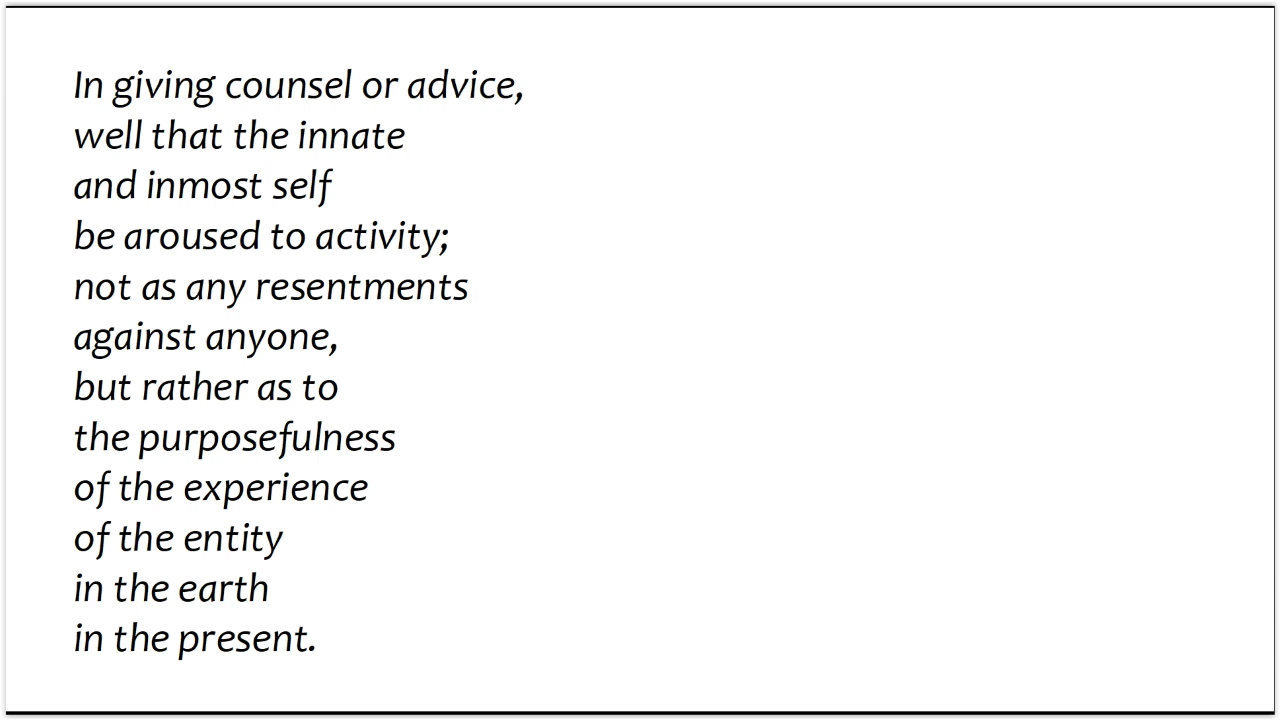 In giving counsel or advice,
well that the innate
and inmost self
be aroused to activity;
not as any resentments
against anyone,
but rather as to
the purposefulness
of the experience
of the entity
in the earth
in the present.